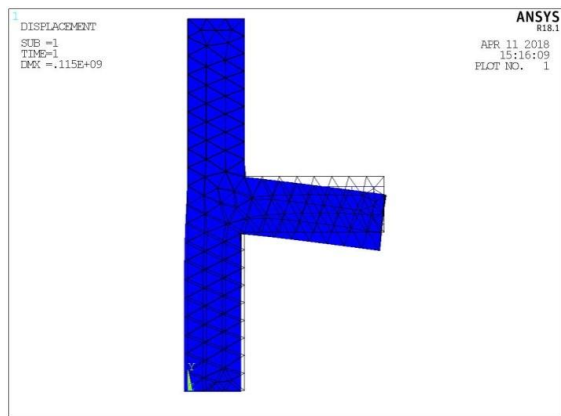 1
DISPLACEMENT
SUB =1
TIME=1
DMX =.115E+09
ANSYS
R18.1
APR 11 2018
15:16:09
PLOT NO. 1
Y